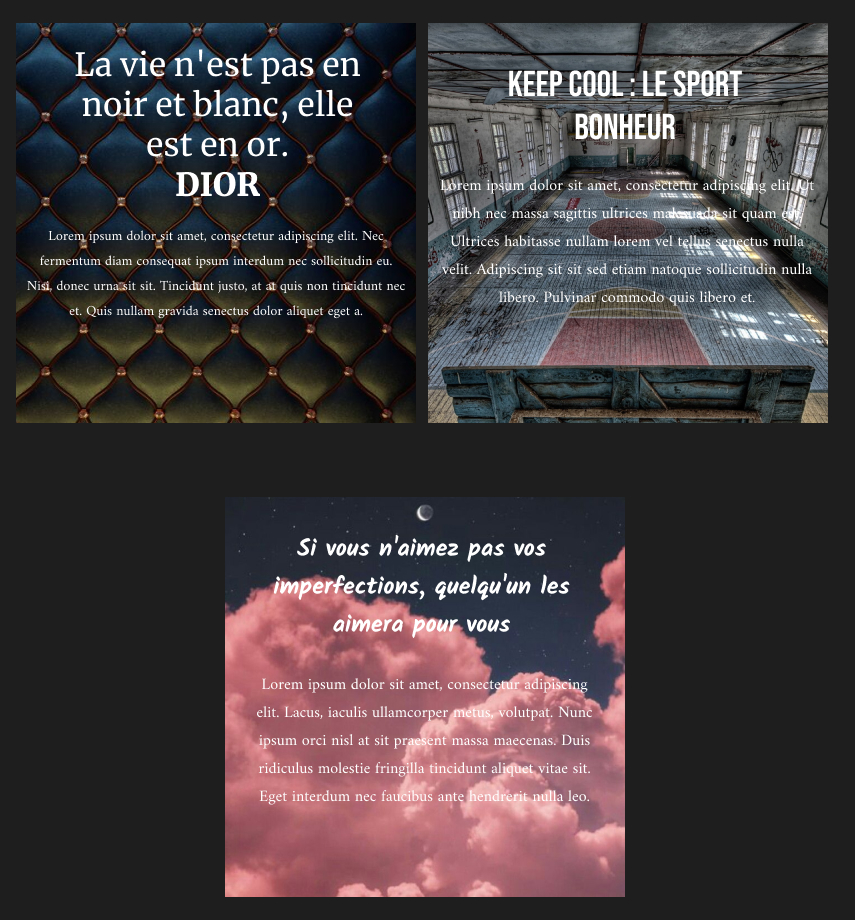 La vie n'est pas en
noir et blanc, elle
est en or.
DIOR
Lorem ipsum dolor sit amet, consectetur adipiscing elit. Nec
fermentum diam consequat ipsum interdum nec sollicitudin eu.
Nisi, donec urna sit sit. Tincidunt justo, at at quis non tincidunt nec
et. Quis nullam gravida senectus dolor aliquet eget a.
KEEP COOL : LE SPORT
BONHEUR
Lorem ipsum dolor sit amet, consectetur adipiscing elit. Ut
nibh nec massa sagittis ultrices malesuada sit quam est.
Ultrices habitasse nullam lorem vel tellus senectus nulla
velit. Adipiscing sit sit sed etiam natoque sollicitudin nulla
libero. Pulvinar commodo quis libero et.
Si vous n'aimez pas vos
imperfections, quelqu'un les
aimera pour vous
Lorem ipsum dolor sit amet, consectetur adipiscing
elit. Lacus, iaculis ullamcorper metus, volutpat. Nunc
ipsum orci nisl at sit praesent massa maecenas. Duis
ridiculus molestie fringilla tincidunt aliquet vitae sit.
Eget interdum nec faucibus ante hendrerit nulla leo.